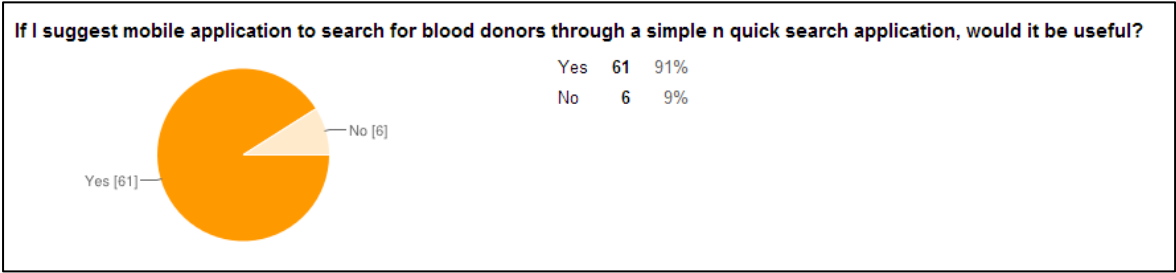 If I suggest mobile application to search for blood donors through a simple n quick search application, would it be useful?
Yes 61 91%
No 6 9%
No [6]
Yes [61]